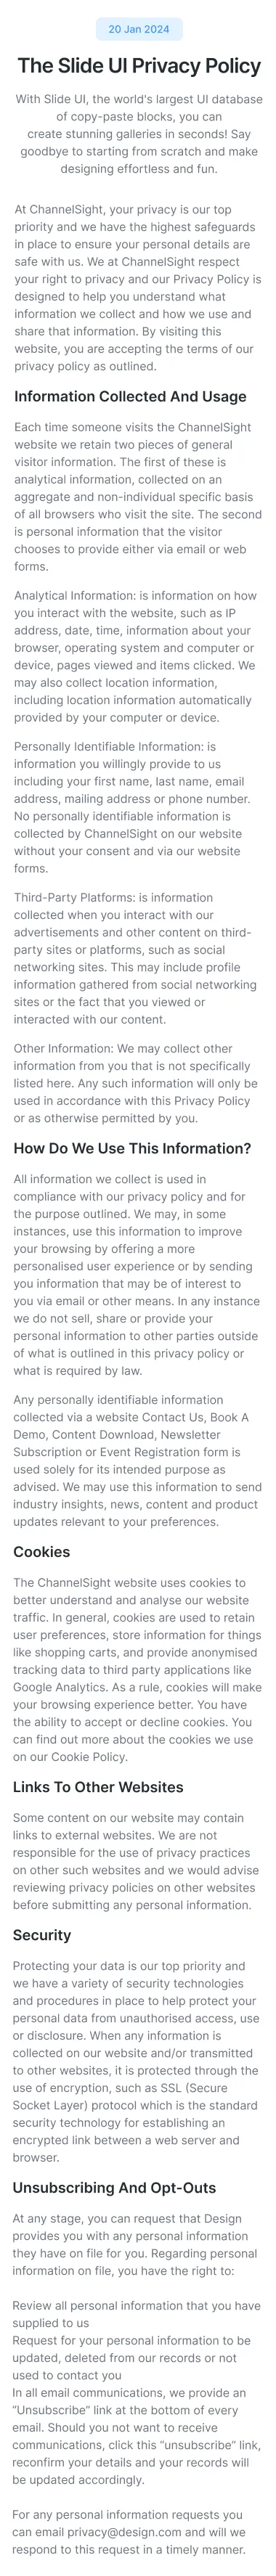 20 Jan 2024
The Slide UI Privacy Policy
With Slide UI, the world's largest UI database
of copy-paste blocks, you can
create stunning galleries in seconds! Say
goodbye to starting from scratch and make
designing effortless and fun.
At ChannelSight, your privacy is our top
priority and we have the highest safeguards
in place to ensure your personal details are
safe with us. We at ChannelSight respect
your right to privacy and our Privacy Policy is
designed to help you understand what
information we collect and how we use and
share that information. By visiting this
website, you are accepting the terms of our
privacy policy as outlined.
Information Collected And Usage
Each time someone visits the ChannelSight
website we retain two pieces of general
visitor information. The first of these is
analytical information, collected on an
aggregate and non-individual specific basis
of all browsers who visit the site. The second
is personal information that the visitor
chooses to provide either via email or web
forms.
Analytical Information: is information on how
you interact with the website, such as IP
address, date, time, information about your
browser, operating system and computer or
device, pages viewed and items clicked. We
may also collect location information,
including location information automatically
provided by your computer or device.
Personally Identifiable Information: is
information you willingly provide to us
including your first name, last name, email
address, mailing address or phone number.
No personally identifiable information is
collected by ChannelSight on our website
without your consent and via our website
forms.
Third-Party Platforms: is information
collected when you interact with our
advertisements and other content on third-
party sites or platforms, such as social
networking sites. This may include profile
information gathered from social networking
sites or the fact that you viewed or
interacted with our content.
Other Information: We may collect other
information from you that is not specifically
listed here. Any such information will only be
used in accordance with this Privacy Policy
or as otherwise permitted by you.
How Do We Use This Information?
All information we collect is used in
compliance with our privacy policy and for
the purpose outlined. We may, in some
instances, use this information to improve
your browsing by offering a more
personalised user experience or by sending
you information that may be of interest to
you via email or other means. In any instance
we do not sell, share or provide your
personal information to other parties outside
of what is outlined in this privacy policy or
what is required by law.
Any personally identifiable information
collected via a website Contact Us, Book A
Demo, Content Download, Newsletter
Subscription or Event Registration form is
used solely for its intended purpose as
advised. We may use this information to send
industry insights, news, content and product
updates relevant to your preferences.
Cookies
The ChannelSight website uses cookies to
better understand and analyse our website
traffic. In general, cookies are used to retain
user preferences, store information for things
like shopping carts, and provide anonymised
tracking data to third party applications like
Google Analytics. As a rule, cookies will make
your browsing experience better. You have
the ability to accept or decline cookies. You
can find out more about the cookies we use
on our Cookie Policy.
Links To Other Websites
Some content on our website may contain
links to external websites. We are not
responsible for the use of privacy practices
on other such websites and we would advise
reviewing privacy policies on other websites
before submitting any personal information.
Security
Protecting your data is our top priority and
we have a variety of security technologies
and procedures in place to help protect your
personal data from unauthorised access, use
or disclosure. When any information is
collected on our website and/or transmitted
to other websites, it is protected through the
use of encryption, such as SSL (Secure
Socket Layer) protocol which is the standard
security technology for establishing an
encrypted link between a web server and
browser.
Unsubscribing And Opt-Outs
At any stage, you can request that Design
provides you with any personal information
they have on file for you. Regarding personal
information on file, you have the right to:
Review all personal information that you have
supplied to us
Request for your personal information to be
updated, deleted from our records or not
used to contact you
In all email communications, we provide an
“Unsubscribe” link at the bottom of every
email. Should you not want to receive
communications, click this “unsubscribe” link,
reconfirm your details and your records will
be updated accordingly.
For any personal information requests you
can email privacy@design.com and will we
respond to this request in a timely manner.